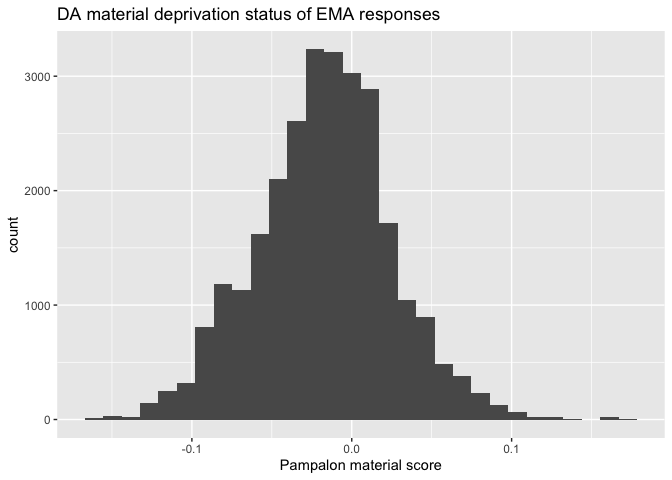 DA material deprivation status of EMA responses
3000
2000
1000
0
count
-0.1
0.0
0.1
Pampalon material score